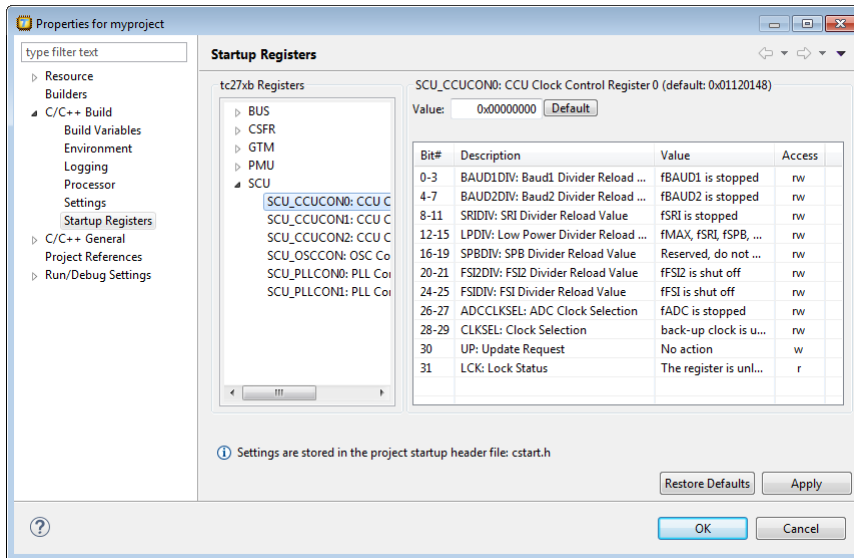 Properties for myproject
type filter text
Resource
Builders
C/C++ Build
Build Variables
Environment
Logging
Processor
Settings
Startup Registers
C/C++ General
Project References
Run/Debug Settings
Startup Registers
tc27xb Registers
BUS
CSFR
GTM
PMU
SCU
SCU_CCUCON0: CCU C
SCU_CCUCON1: CCU C
SCU_CCUCON2: CCU C
SCU_OSCCON: OSC Co
SCU_PLLCON0: PLL Con
SCU_PLLCON1: PLL Con
SCU_CCUCON0: CCU Clock Control Register 0 (default: 0x01120148)
Value: 0x00000000 Default
Bit# Description Value Access
0-3 BAUD1DIV: Baud1 Divider Reload ... fBAUD1 is stopped rw
4-7 BAUD2DIV: Baud2 Divider Reload ... fBAUD2 is stopped rw
8-11 SRIDIV: SRI Divider Reload Value fSRI is stopped rw
12-15 LPDIV: Low Power Divider Reload ... fMAX, fSRI, fSPB, ... rw
16-19 SPBDIV: SPB Divider Reload Value Reserved, do not ... rw
20-21 FSI2DIV: FSI2 Divider Reload Value fFSI2 is shut off rw
24-25 FSIDIV: FSI Divider Reload Value fFSI is shut off rw
26-27 ADCCLKSEL: ADC Clock Selection fADC is stopped rw
28-29 CLKSEL: Clock Selection back-up clock is u... rw
30 UP: Update Request No action w
31 LCK: Lock Status The register is unl... r
Settings are stored in the project startup header file: cstart.h
Restore Defaults Apply
OK Cancel